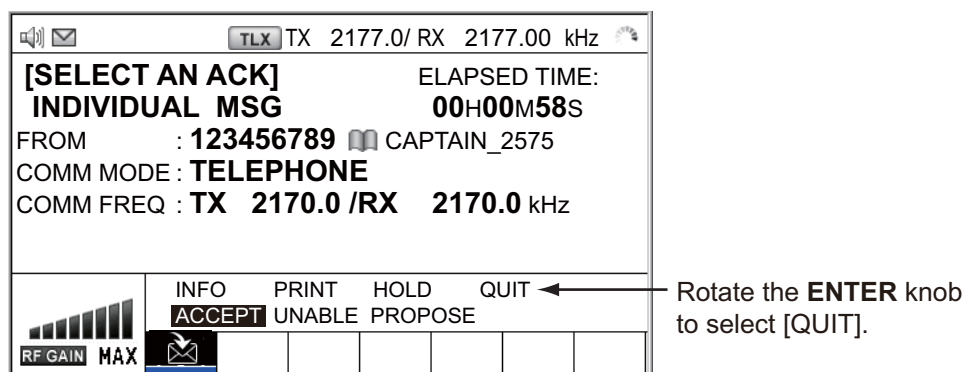 TLX TX 2177.0/ RX 2177.00 kHz
[SELECT AN ACK] ELAPSED TIME:
INDIVIDUAL MSG 00H00M58S
FROM : 123456789 CAPTAIN_2575
COMM MODE : TELEPHONE
COMM FREQ : TX 2170.0 /RX 2170.0 kHz
INFO PRINT HOLD QUIT
ACCEPT UNABLE PROPOSE
RF GAIN MAX
Rotate the ENTER knob
to select [QUIT].